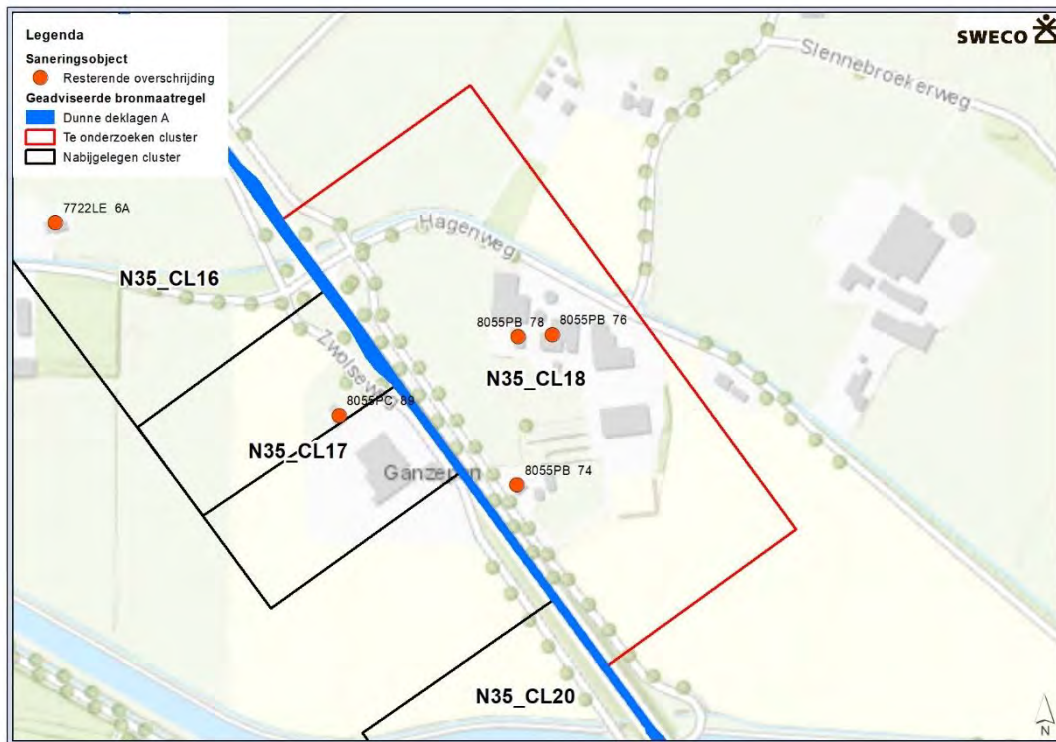 Legenda
Saneringsobject
Resterende overschrijding
Geadviseerde bronmaatregel
Dunne deklagen A
Te onderzoeken cluster
Nabijgelegen cluster
SWECO
Slennebroekerweg
7722LE 6A
Hagenweg
N35_CL16
8055PB 78
8055PB 76
Zwolseweg
N35_CL18
8055PC 89
N35_CL17
Ganzepan
8055PB 74
N35_CL20
N